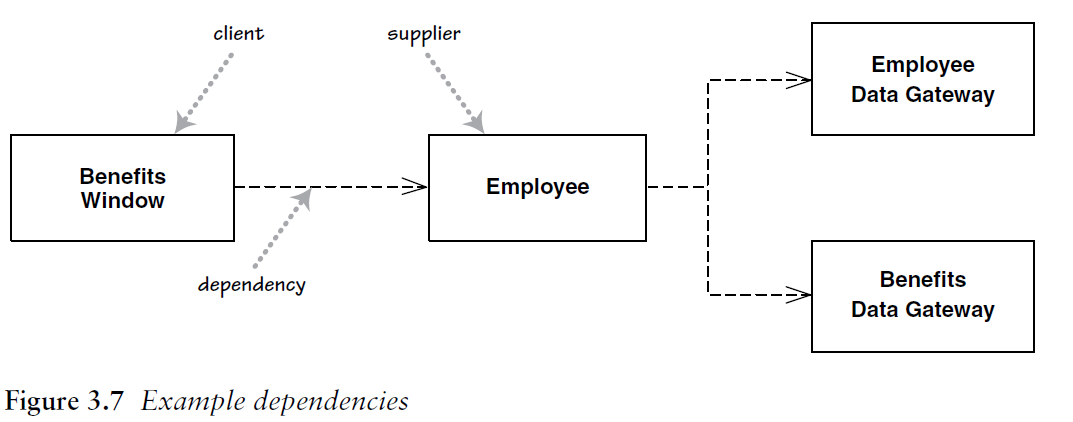 client
supplier
Employee
Data Gateway
Benefits
Window
Employee
dependency
Benefits
Data Gateway
Figure 3.7 Example dependencies